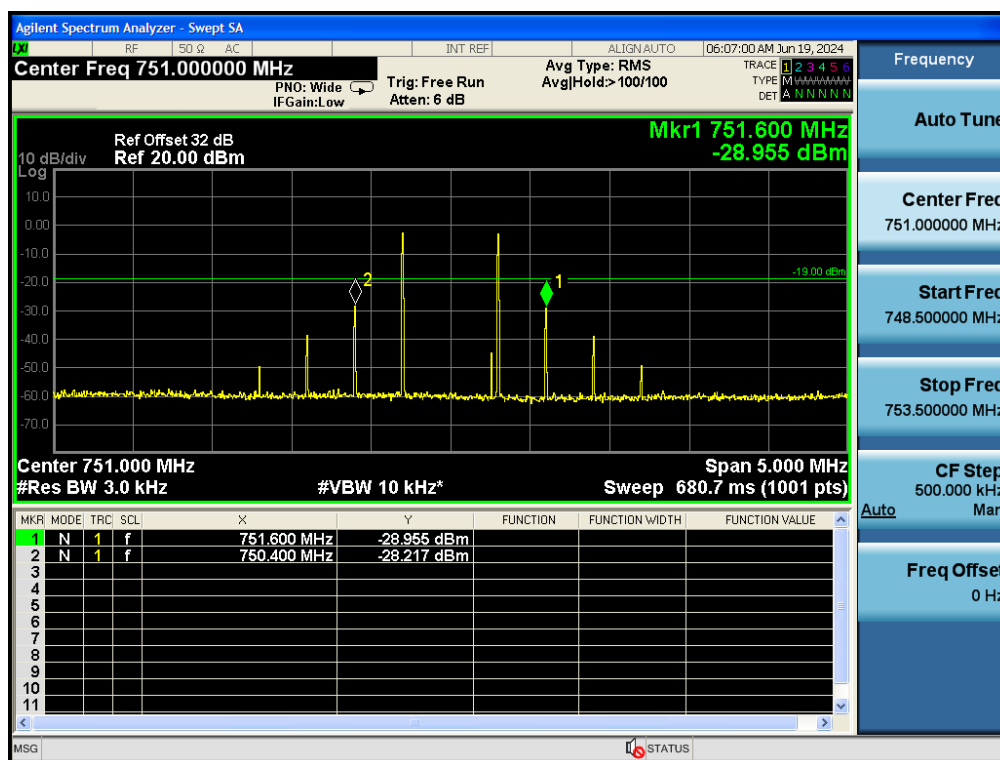 Agilent Spectrum Analyzer - Swept SA
LXI RF 50 Ω AC INT REF ALIGN AUTO 06:07:00 AM Jun 19, 2024
Center Freq 751.000000 MHz
PNO: Wide
IFGain:Low
Trig: Free Run
Atten: 6 dB
Avg Type: RMS
Avg|Hold:> 100/100
TRACE 1 2 3 4 5 6
TYPE M
DET A N N N N N
Mkr1 751.600 MHz
-28.955 dBm
Ref Offset 32 dB
10 dB/div Ref 20.00 dBm
Log
10.0
0.00
-10.0
-20.0
-30.0
-40.0
-50.0
-60.0
-70.0
2
1
-19.00 dBm
Center 751.000 MHz Span 5.000 MHz
#Res BW 3.0 kHz #VBW 10 kHz* Sweep 680.7 ms (1001 pts)
MKR MODE TRC SCL X Y FUNCTION FUNCTION WIDTH FUNCTION VALUE
1 N 1 f 751.600 MHz -28.955 dBm
2 N 1 f 750.400 MHz -28.217 dBm
3
4
5
6
7
8
9
10
11
MSG STATUS
Frequency
Auto Tune
Center Freq
751.000000 MHz
Start Freq
748.500000 MHz
Stop Freq
753.500000 MHz
CF Step
500.000 kHz
Auto Man
Freq Offset
0 Hz